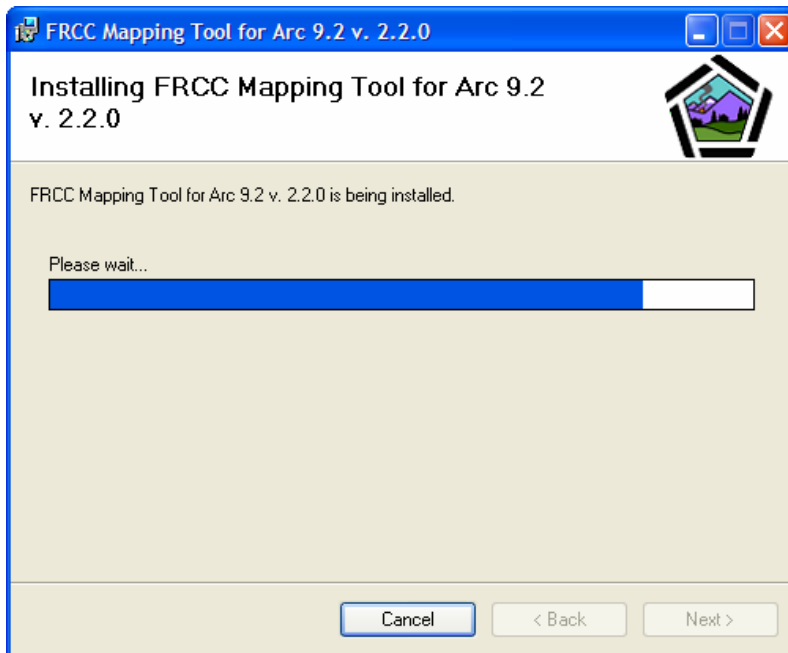 FRCC Mapping Tool for Arc 9.2 v. 2.2.0
Installing FRCC Mapping Tool for Arc 9.2
v. 2.2.0
FRCC Mapping Tool for Arc 9.2 v. 2.2.0 is being installed.
Please wait...
Cancel
< Back
Next >